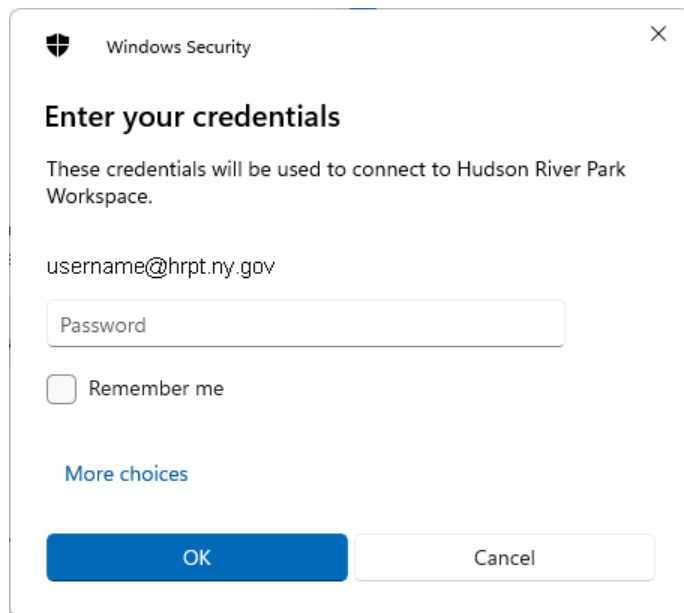 Windows Security
Enter your credentials
These credentials will be used to connect to Hudson River Park
Workspace.
username@hrpt.ny.gov
Password
Remember me
More choices
OK
Cancel